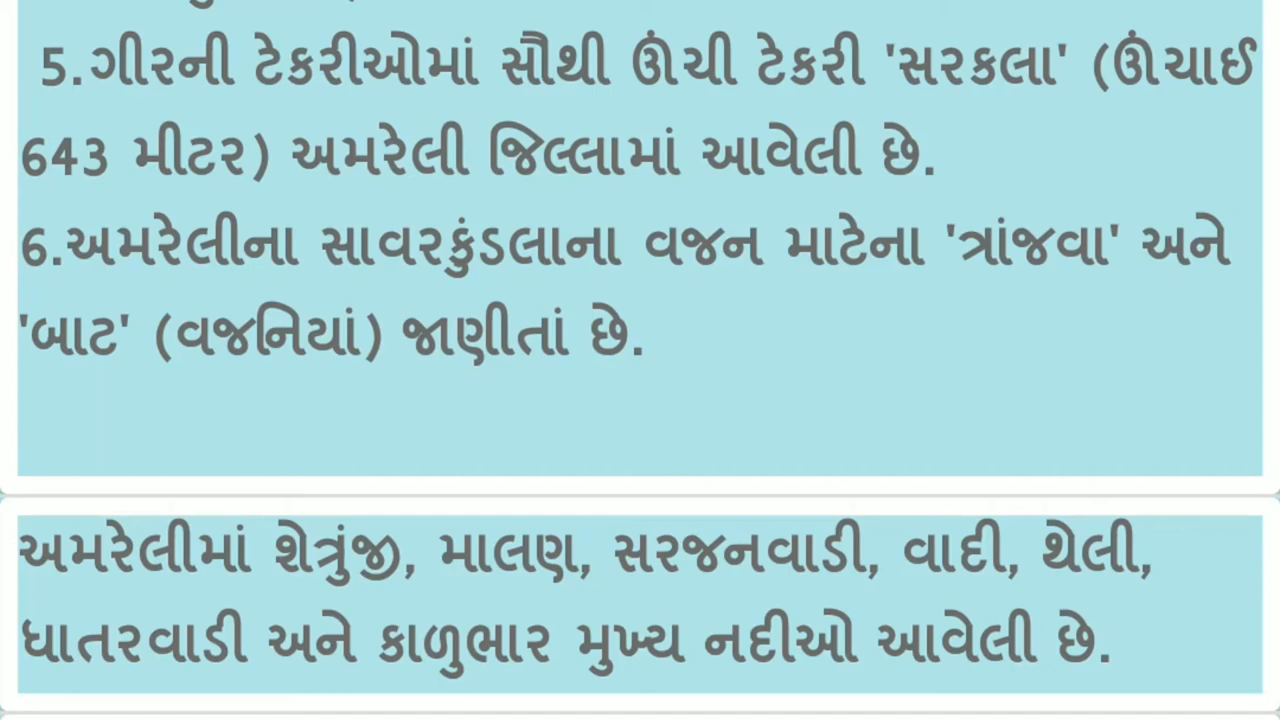 5.ગીરની ટેકરીઓમાં સૌથી ઊંચી ટેકરી 'સરકલા' (ઊંચાઈ
643 મીટર) અમરેલી જિલ્લામાં આવેલી છે.
6.અમરેલીના સાવરકુંડલાના વજન માટેના 'ત્રાંજવા' અને
'બાટ' (વજનિયાં) જાણીતાં છે.
અમરેલીમાં શેત્રુંજી, માલણ, સરજનવાડી, વાદી, થેલી,
ધાતરવાડી અને કાળુભાર મુખ્ય નદીઓ આવેલી છે.